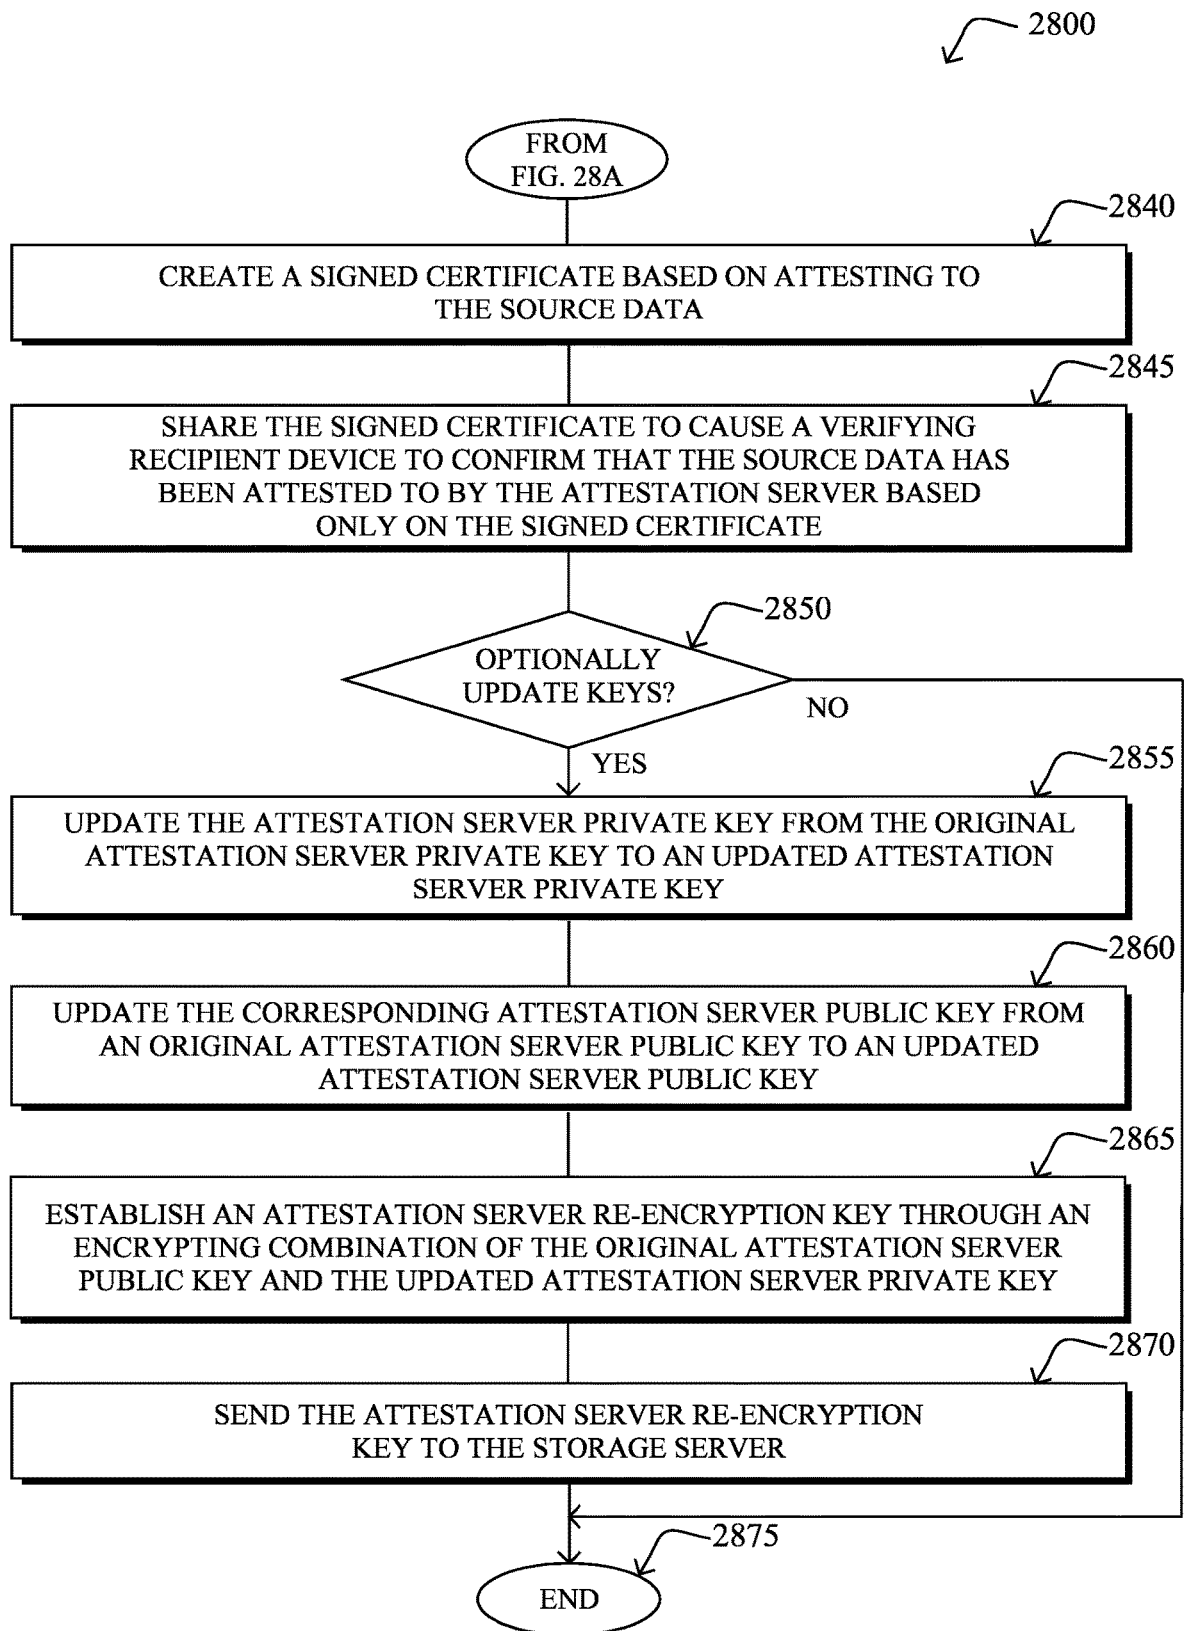 2800
FROM
FIG. 28A
2840
CREATE A SIGNED CERTIFICATE BASED ON ATTESTING TO
THE SOURCE DATA
2845
SHARE THE SIGNED CERTIFICATE TO CAUSE A VERIFYING
RECIPIENT DEVICE TO CONFIRM THAT THE SOURCE DATA HAS
BEEN ATTESTED TO BY THE ATTESTATION SERVER BASED
ONLY ON THE SIGNED CERTIFICATE
2850
OPTIONALLY
UPDATE KEYS?
NO
YES
2855
UPDATE THE ATTESTATION SERVER PRIVATE KEY FROM THE ORIGINAL
ATTESTATION SERVER PRIVATE KEY TO AN UPDATED ATTESTATION
SERVER PRIVATE KEY
2860
UPDATE THE CORRESPONDING ATTESTATION SERVER PUBLIC KEY FROM
AN ORIGINAL ATTESTATION SERVER PUBLIC KEY TO AN UPDATED
ATTESTATION SERVER PUBLIC KEY
2865
ESTABLISH AN ATTESTATION SERVER RE-ENCRYPTION KEY THROUGH AN
ENCRYPTING COMBINATION OF THE ORIGINAL ATTESTATION SERVER
PUBLIC KEY AND THE UPDATED ATTESTATION SERVER PRIVATE KEY
2870
SEND THE ATTESTATION SERVER RE-ENCRYPTION
KEY TO THE STORAGE SERVER
2875
END